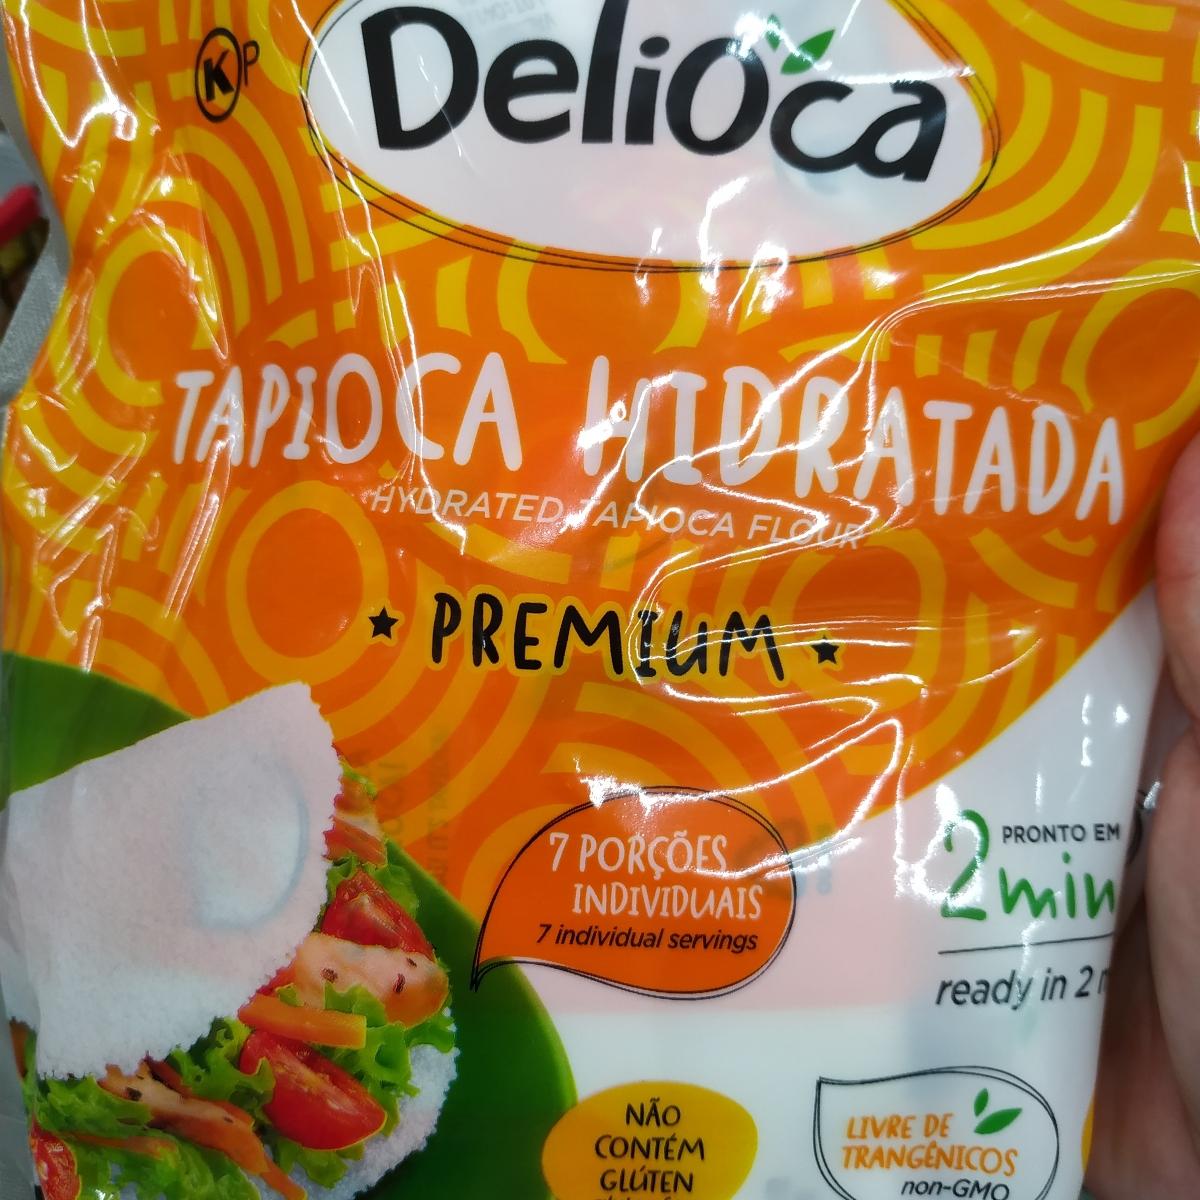 K P
Delioca
TAPIOCA HIDRATADA
HYDRATED TAPIOCA FLOUR
PREMIUM
7 PORÇÕES
INDIVIDUAIS
7 individual servings
PRONTO EM
2 min
ready in 2
NÃO
CONTÉM
GLÚTEN
LIVRE DE
TRANGÊNICOS
non-GMO